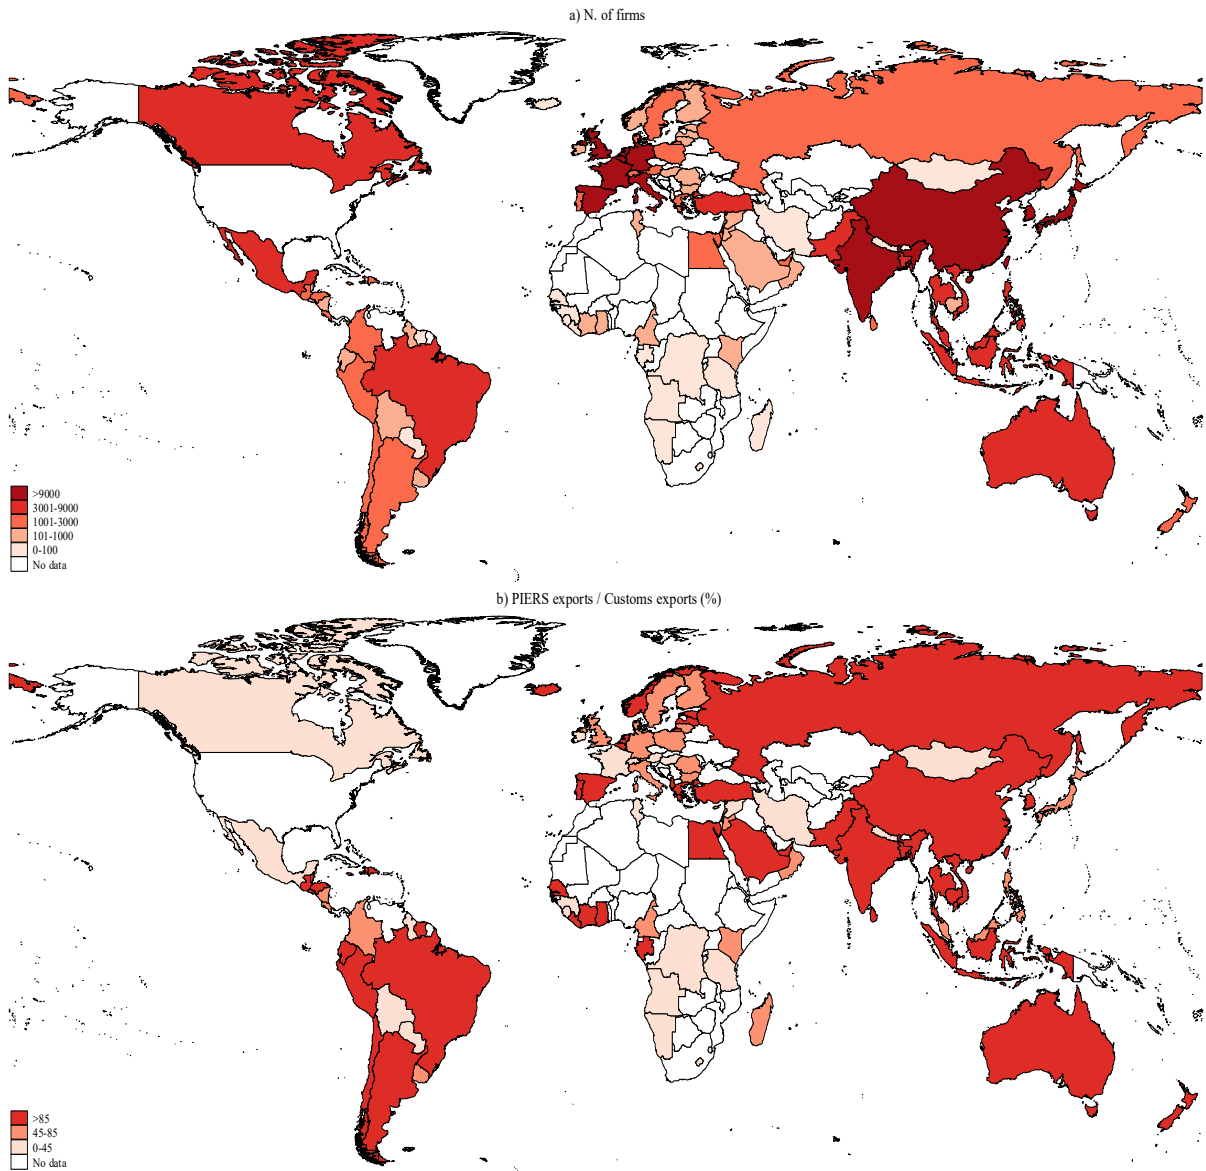 a) N. of firms
>9000
3001-9000
1001-3000
101-1000
0-100
No data
b) PIERS exports / Customs exports (%)
>85
45-85
0-45
No data